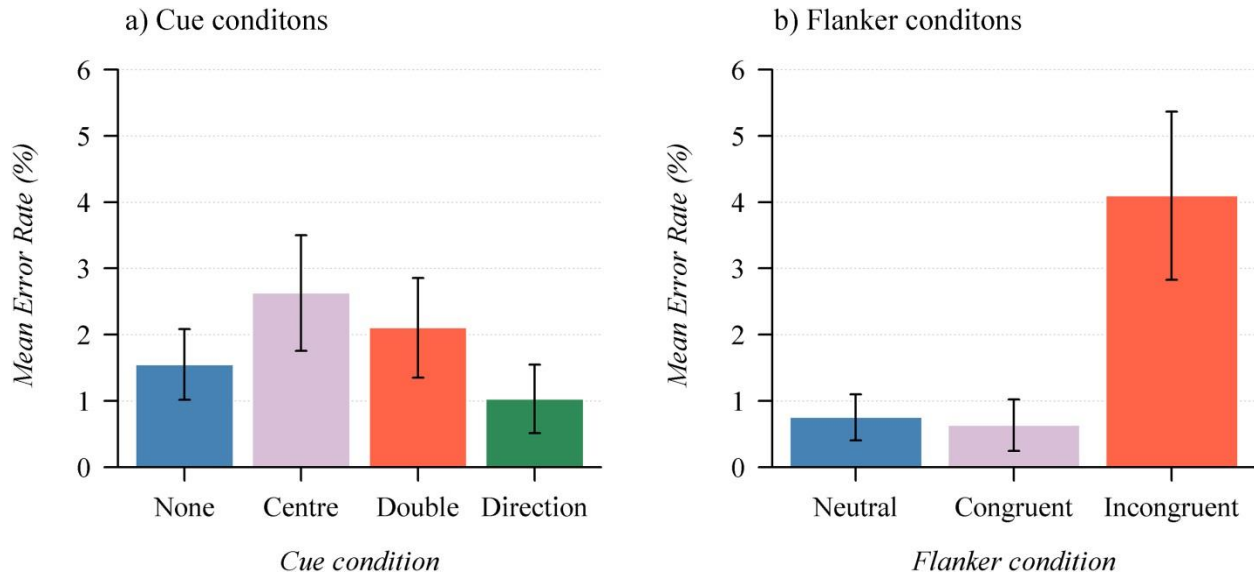 a) Cue conditons
6
5
4
3
2
1
0
Mean Error Rate (%)
None Centre Double Direction
Cue condition
b) Flanker conditons
6
5
4
3
2
1
0
Mean Error Rate (%)
Neutral Congruent Incongruent
Flanker condition